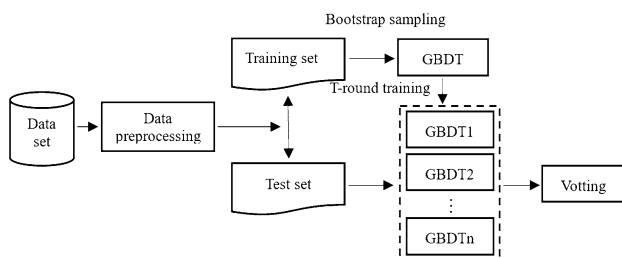 Bootstrap sampling
Training set
GBDT
T-round training
Data
set
Data
preprocessing
GBDT1
GBDT2
Test set
Votting
⋮
GBDTn